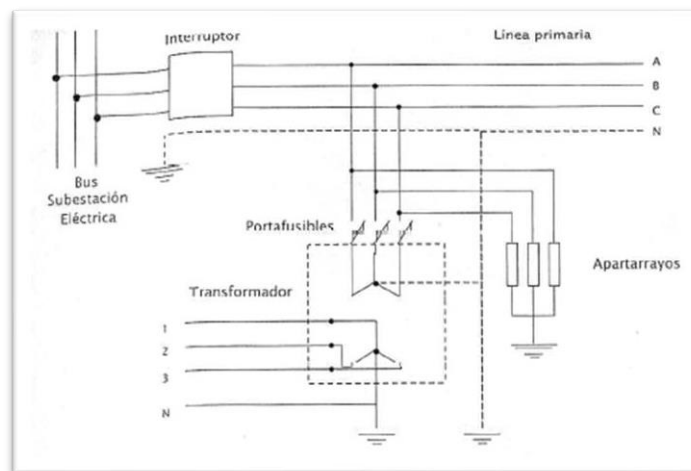 Interruptor
Línea primaria
A
B
C
N
Bus
Subestación
Eléctrica
Portafusibles
Apartarrayos
Transformador
1
2
3
N